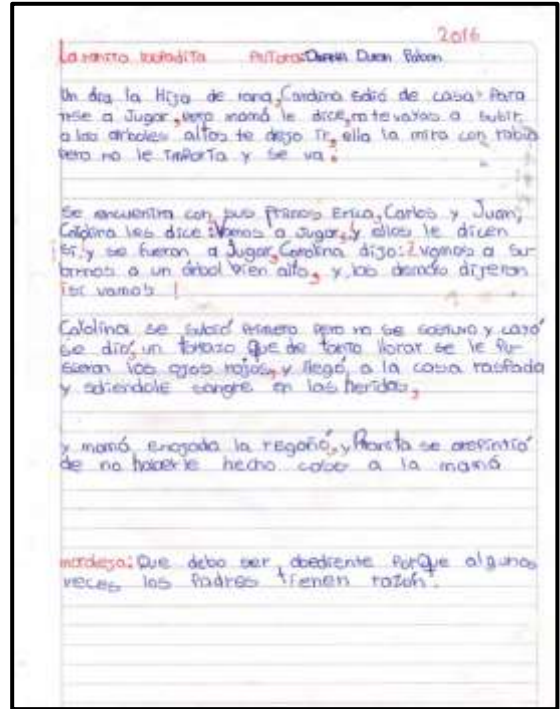 2016
La ranita raspadita Autora: Duran Pabon
Un dia la Hija de rana, Carolina salió de casa Para
irse a Jugar, pero mamá le dice, no te vayas a subir
a los arboles altos te dejo ir, ella la mira con rabia
Pero no le imPorTa y se va.
Se encuentra con sus Primos Erica, Carlos y Juan,
Carolina les dice: Vamos a Jugar, y ellos le dicen
¡si! y se fueron a Jugar, Carolina dijo: vamos a su-
birnos a un árbol bien alto, y los demás dijeron
¡si vamos!
Carolina se subió Primero pero no se sostuvo y cayó
se dio, un totazo Que de tanto llorar se le Pu-
sieron los ojos rojos, y llegó, a la casa rasPada
y saliendole sangre en las heridas,
y mamá enojada la regañó, y Ranita se arepintió
de no haberle hecho caso a la mamá
moraleja: Que debo ser obediente PorQue algunas
veces los Padres tienen razón.